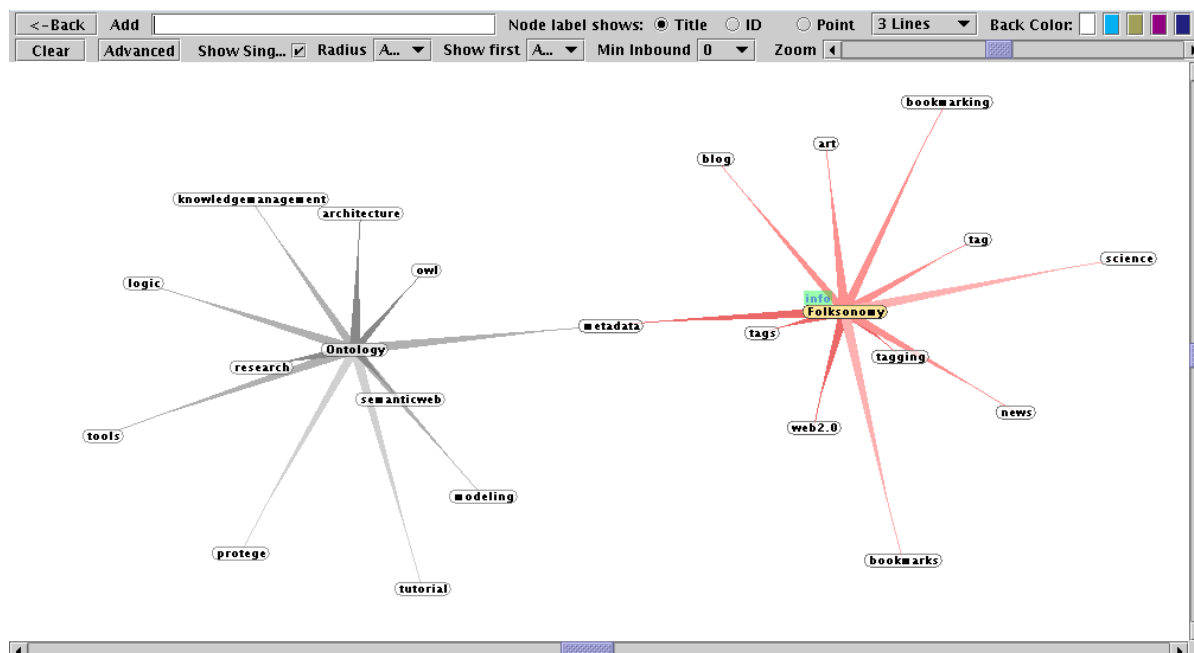 <-Back Add Node label shows: Title ID Point 3 Lines Back Color:
Clear Advanced Show Sing... Radius A... Show first A... Min Inbound 0 Zoom
bookmarking
art
blog
knowledgemanagement
architecture
tag
science
owl
logic
info
Folksonomy
metadata
tags
Ontology
tagging
research
semanticweb
news
web2.0
tools
modeling
protege
bookmarks
tutorial